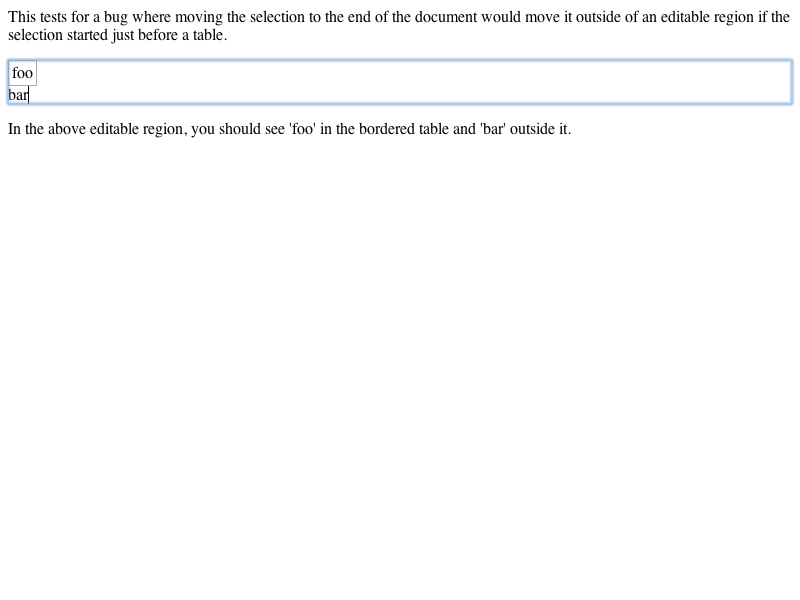 This tests for a bug where moving the selection to the end of the document would move it outside of an editable region if the
selection started just before a table.
foo
bar
In the above editable region, you should see 'foo' in the bordered table and 'bar' outside it.